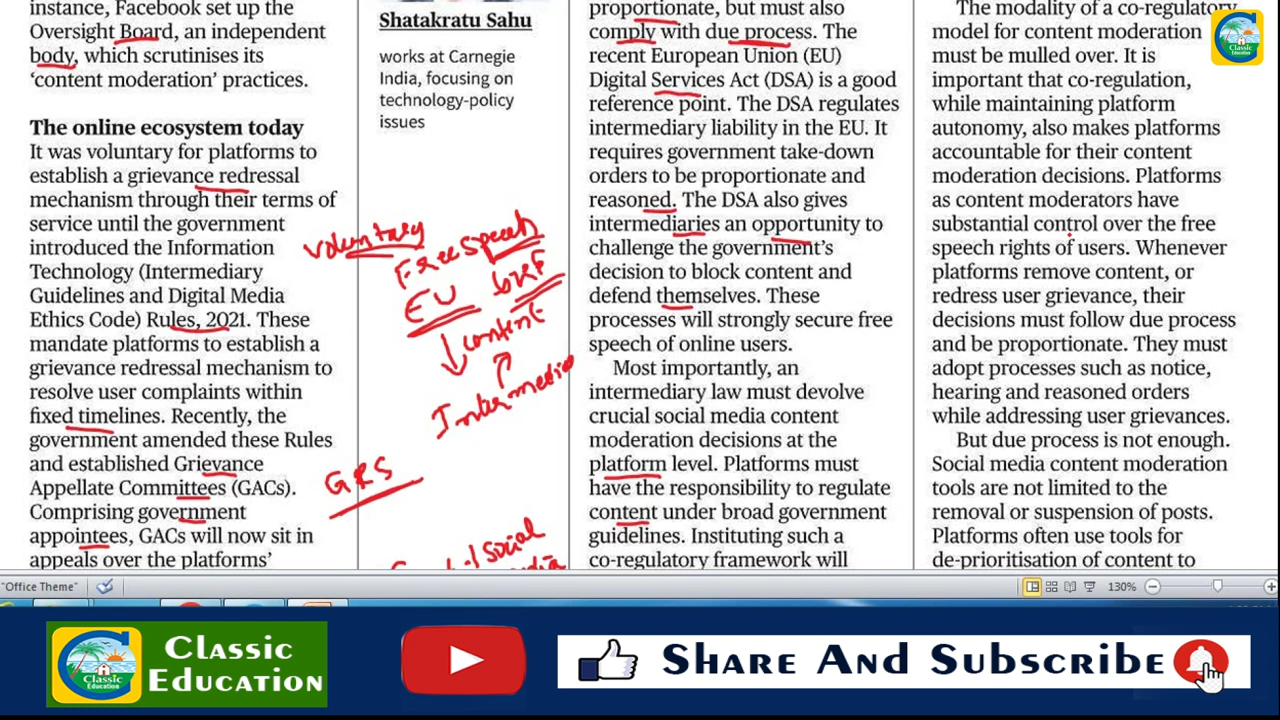 instance, Facebook set up the
Oversight Board, an independent
body, which scrutinises its
‘content moderation’ practices.
The online ecosystem today
It was voluntary for platforms to
establish a grievance redressal
mechanism through their terms of
service until the government
introduced the Information
Technology (Intermediary
Guidelines and Digital Media
Ethics Code) Rules, 2021. These
mandate platforms to establish a
grievance redressal mechanism to
resolve user complaints within
fixed timelines. Recently, the
government amended these Rules
and established Grievance
Appellate Committees (GACs).
Comprising government
appointees, GACs will now sit in
appeals over the platforms’
Shatakratu Sahu
works at Carnegie
India, focusing on
technology-policy
issues
voluntary
Free Speech
EU
content
Intermedia
GRS
Social
proportionate, but must also
comply with due process. The
recent European Union (EU)
Digital Services Act (DSA) is a good
reference point. The DSA regulates
intermediary liability in the EU. It
requires government take-down
orders to be proportionate and
reasoned. The DSA also gives
intermediaries an opportunity to
challenge the government’s
decision to block content and
defend themselves. These
processes will strongly secure free
speech of online users.
Most importantly, an
intermediary law must devolve
crucial social media content
moderation decisions at the
platform level. Platforms must
have the responsibility to regulate
content under broad government
guidelines. Instituting such a
co-regulatory framework will
The modality of a co-regulatory
model for content moderation
must be mulled over. It is
important that co-regulation,
while maintaining platform
autonomy, also makes platforms
accountable for their content
moderation decisions. Platforms
as content moderators have
substantial control over the free
speech rights of users. Whenever
platforms remove content, or
redress user grievance, their
decisions must follow due process
and be proportionate. They must
adopt processes such as notice,
hearing and reasoned orders
while addressing user grievances.
But due process is not enough.
Social media content moderation
tools are not limited to the
removal or suspension of posts.
Platforms often use tools for
de-prioritisation of content to
Classic
Education
"Office Theme"
130%
Classic
Education
Classic
Education
Share And Subscribe